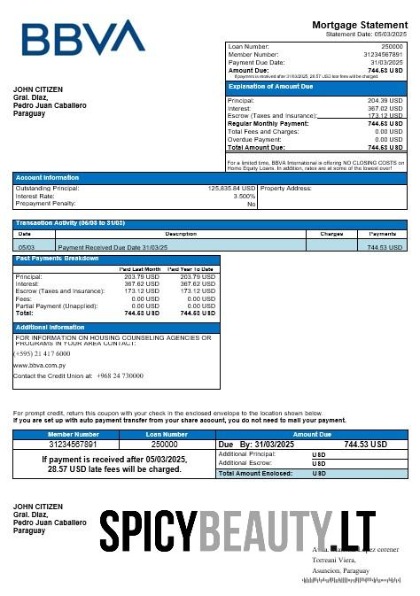 BBVA
Mortgage Statement
Statement Date: 05/03/2025
Loan Number: 250000
Member Number: 31234567891
Payment Due Date: 31/03/2025
Amount Due: 744.53 USD
If payment is received after 31/03/2025, 28.57 USD late fees will be charged.
JOHN CITIZEN
Gral. Diaz,
Pedro Juan Caballero
Paraguay
Explanation of Amount Due
Principal: 204.39 USD
Interest: 367.02 USD
Escrow (Taxes and Insurance): 173.12 USD
Regular Monthly Payment: 744.53 USD
Total Fees and Charges: 0.00 USD
Overdue Payment: 0.00 USD
Total Amount Due: 744.53 USD
For a limited time, BBVA International is offering NO CLOSING COSTS on
Home Equity Loans. In addition, rates are at some of the lowest ever!
Account Information
Outstanding Principal: 125,835.84 USD
Interest Rate: 3.500%
Prepayment Penalty: No
Property Address:
Transaction Activity (06/03 to 31/03)
Date Description Charges Payments
05/03 Payment Received Due Date 31/03/25 744.53 USD
Past Payments Breakdown
Paid Last Month Paid Year To Date
Principal: 203.79 USD 203.79 USD
Interest: 367.62 USD 367.62 USD
Escrow (Taxes and Insurance): 173.12 USD 173.12 USD
Fees: 0.00 USD 0.00 USD
Partial Payment (Unapplied): 0.00 USD 0.00 USD
Total: 744.53 USD 744.53 USD
Additional Information
FOR INFORMATION ON HOUSING COUNSELING AGENCIES OR
PROGRAMS IN YOUR AREA CONTACT:
(+595) 21 417 6000
www.bbva.com.py
Contact the Credit Union at: +968 24 730000
For prompt credit, return this coupon with your check in the enclosed envelope to the location shown below.
If you are set up with auto payment transfer from your share account, you do not need to mail your payment.
Member Number Loan Number Amount Due
31234567891 250000 Due By: 31/03/2025 744.53 USD
If payment is received after 05/03/2025,
28.57 USD late fees will be charged.
Additional Principal: USD
Additional Escrow: USD
Total Amount Enclosed: USD
JOHN CITIZEN
Gral. Diaz,
Pedro Juan Caballero
Paraguay
SPICYBEAUTY.LT
López corener
Torreani Viera,
Asuncion, Paraguay